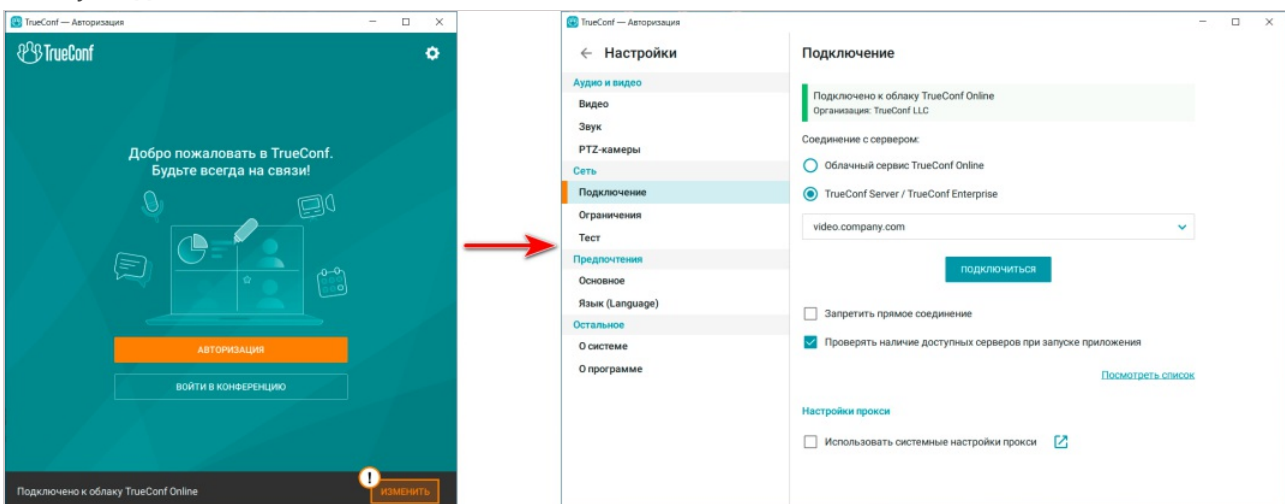 TrueConf — Авторизация
TrueConf
Добро пожаловать в TrueConf.
Будьте всегда на связи!
АВТОРИЗАЦИЯ
ВОЙТИ В КОНФЕРЕНЦИЮ
Подключено к облаку TrueConf Online
!
ИЗМЕНИТЬ
TrueConf — Авторизация
Настройки
Аудио и видео
Видео
Звук
PTZ-камеры
Сеть
Подключение
Ограничения
Тест
Предпочтения
Основное
Язык (Language)
Остальное
О системе
О программе
Подключение
Подключено к облаку TrueConf Online
Организация: TrueConf LLC
Соединение с сервером:
Облачный сервис TrueConf Online
TrueConf Server / TrueConf Enterprise
video.company.com
ПОДКЛЮЧИТЬСЯ
Запретить прямое соединение
Проверять наличие доступных серверов при запуске приложения
Посмотреть список
Настройки прокси
Использовать системные настройки прокси